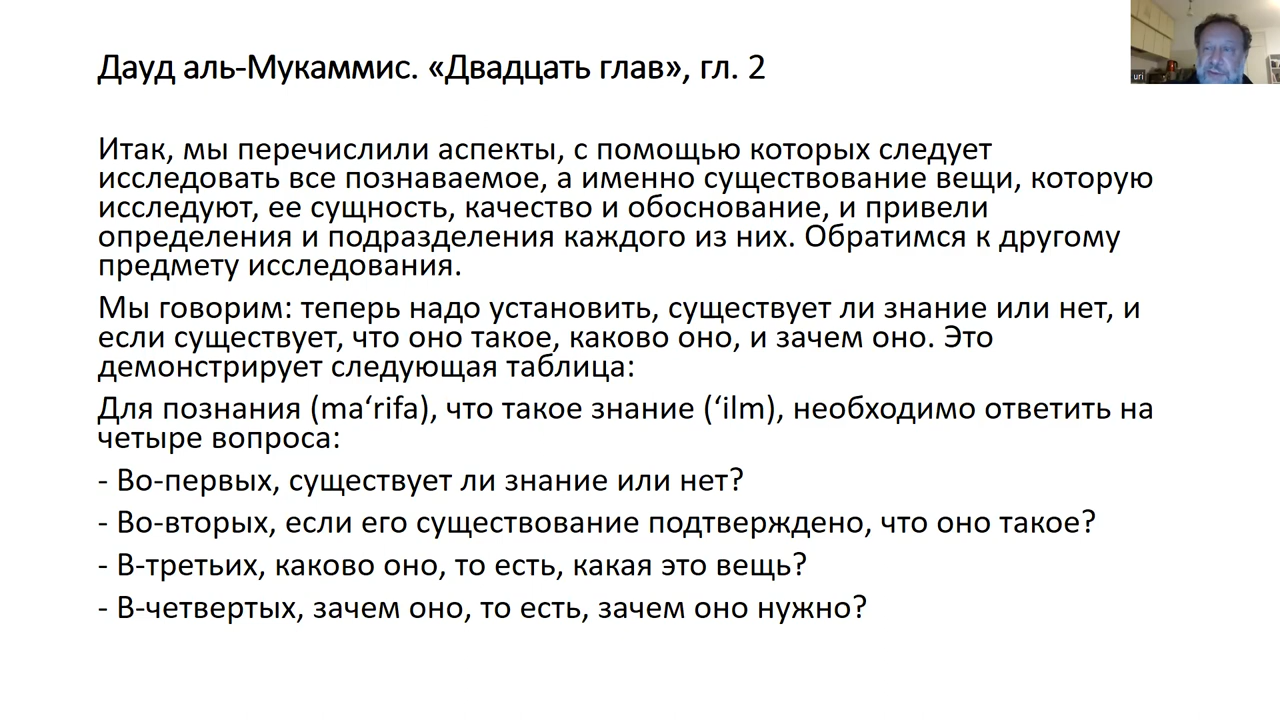 Дауд аль-Мукаммис. «Двадцать глав», гл. 2
uri
Итак, мы перечислили аспекты, с помощью которых следует
исследовать все познаваемое, а именно существование вещи, которую
исследуют, ее сущность, качество и обоснование, и привели
определения и подразделения каждого из них. Обратимся к другому
предмету исследования.
Мы говорим: теперь надо установить, существует ли знание или нет, и
если существует, что оно такое, каково оно, и зачем оно. Это
демонстрирует следующая таблица:
Для познания (ma‘rifa), что такое знание (‘ilm), необходимо ответить на
четыре вопроса:
- Во-первых, существует ли знание или нет?
- Во-вторых, если его существование подтверждено, что оно такое?
- В-третьих, каково оно, то есть, какая это вещь?
- В-четвертых, зачем оно, то есть, зачем оно нужно?